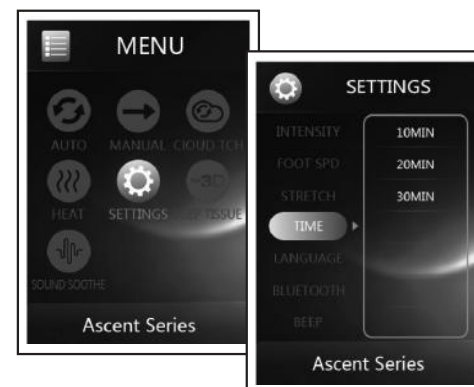 MENU
AUTO
MANUAL
CLOUD TCH
HEAT
SETTINGS
TISSUE
SOUND SOOTHE
Ascent Series
SETTINGS
INTENSITY
FOOT SPD
STRETCH
TIME
LANGUAGE
BLUETOOTH
BEEP
10MIN
20MIN
30MIN
Ascent Series